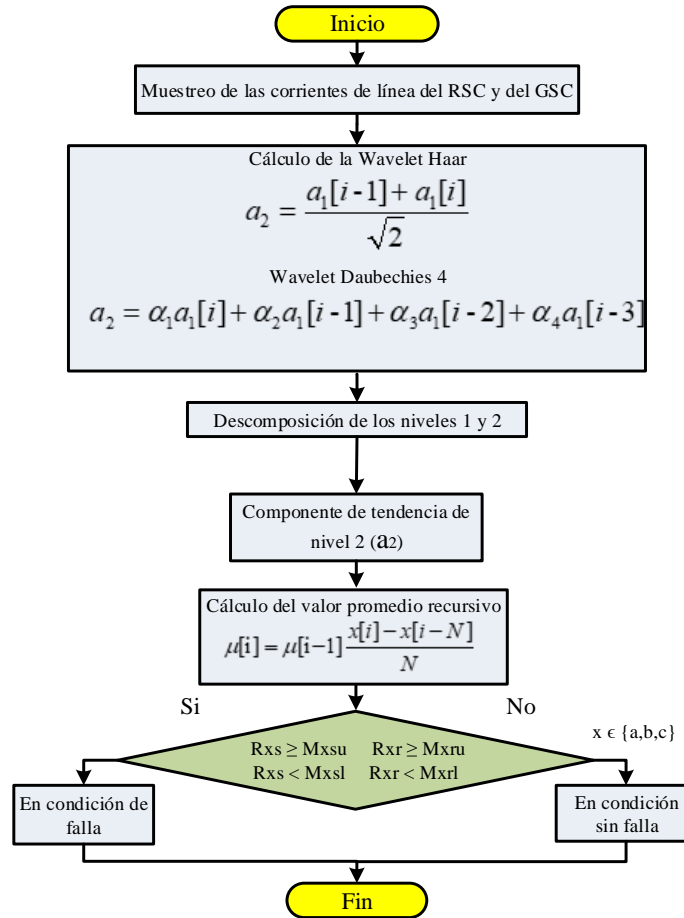 Inicio
Muestreo de las corrientes de línea del RSC y del GSC
Cálculo de la Wavelet Haar
a₂ = (a₁[i-1] + a₁[i]) / √2
Wavelet Daubechies 4
a₂ = α₁a₁[i] + α₂a₁[i-1] + α₃a₁[i-2] + α₄a₁[i-3]
Descomposición de los niveles 1 y 2
Componente de tendencia de
nivel 2 (a2)
Cálculo del valor promedio recursivo
μ[i] = μ[i−1] (x[i]−x[i−N]) / N
Si
No
x ϵ {a,b,c}
Rxs ≥ Mxsu Rxr ≥ Mxru
Rxs < Mxsl Rxr < Mxrl
En condición de
falla
En condición
sin falla
Fin